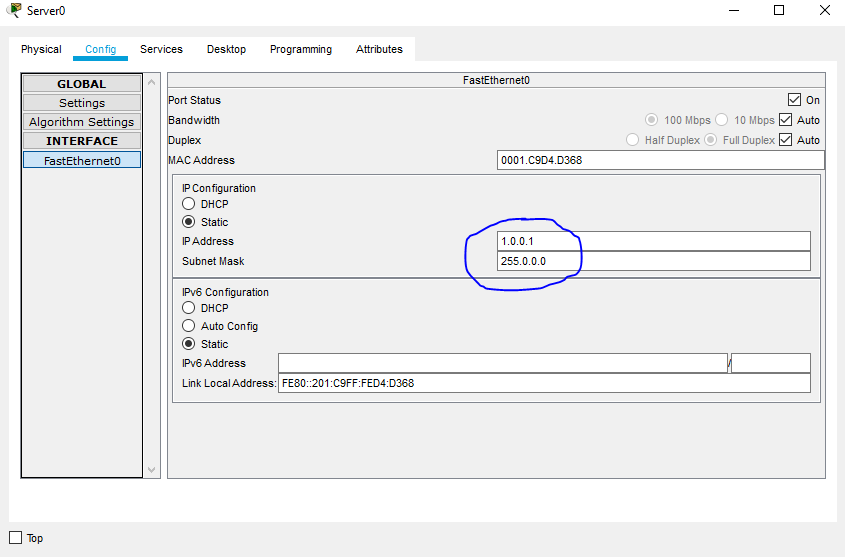 Server0
Physical Config Services Desktop Programming Attributes
GLOBAL
Settings
Algorithm Settings
INTERFACE
FastEthernet0
FastEthernet0
Port Status On
Bandwidth 100 Mbps 10 Mbps Auto
Duplex Half Duplex Full Duplex Auto
MAC Address 0001.C9D4.D368
IP Configuration
DHCP
Static
IP Address 1.0.0.1
Subnet Mask 255.0.0.0
IPv6 Configuration
DHCP
Auto Config
Static
IPv6 Address /
Link Local Address: FE80::201:C9FF:FED4:D368
Top